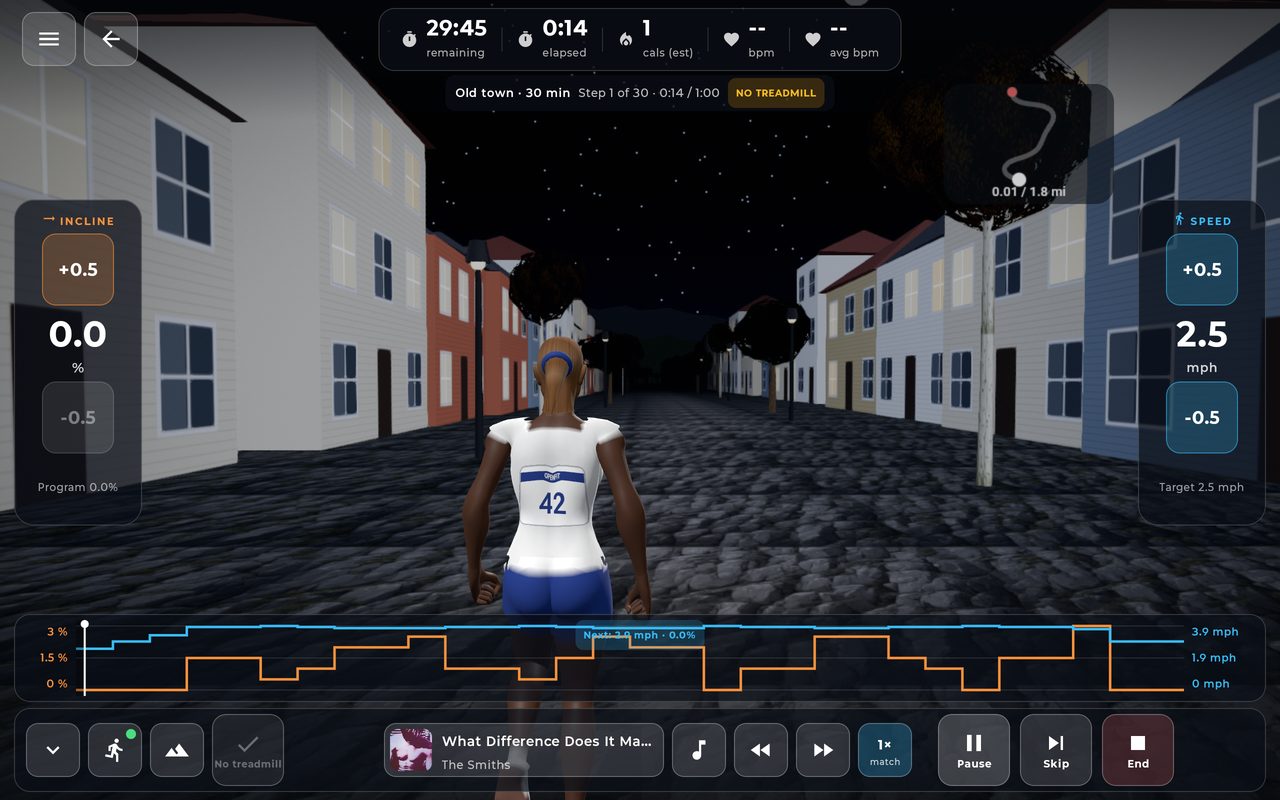 29:45
remaining
0:14
elapsed
1
cals (est)
--
bpm
--
avg bpm
Old town · 30 min Step 1 of 30 · 0:14 / 1:00 NO TREADMILL
0.01 / 1.8 mi
INCLINE
+0.5
0.0
%
-0.5
Program 0.0%
SPEED
+0.5
2.5
mph
-0.5
Target 2.5 mph
42
3 %
1.5 %
0 %
Next: 2.9 mph · 0.0%
3.9 mph
1.9 mph
0 mph
No treadmill
What Difference Does It Ma...
The Smiths
1×
match
Pause
Skip
End